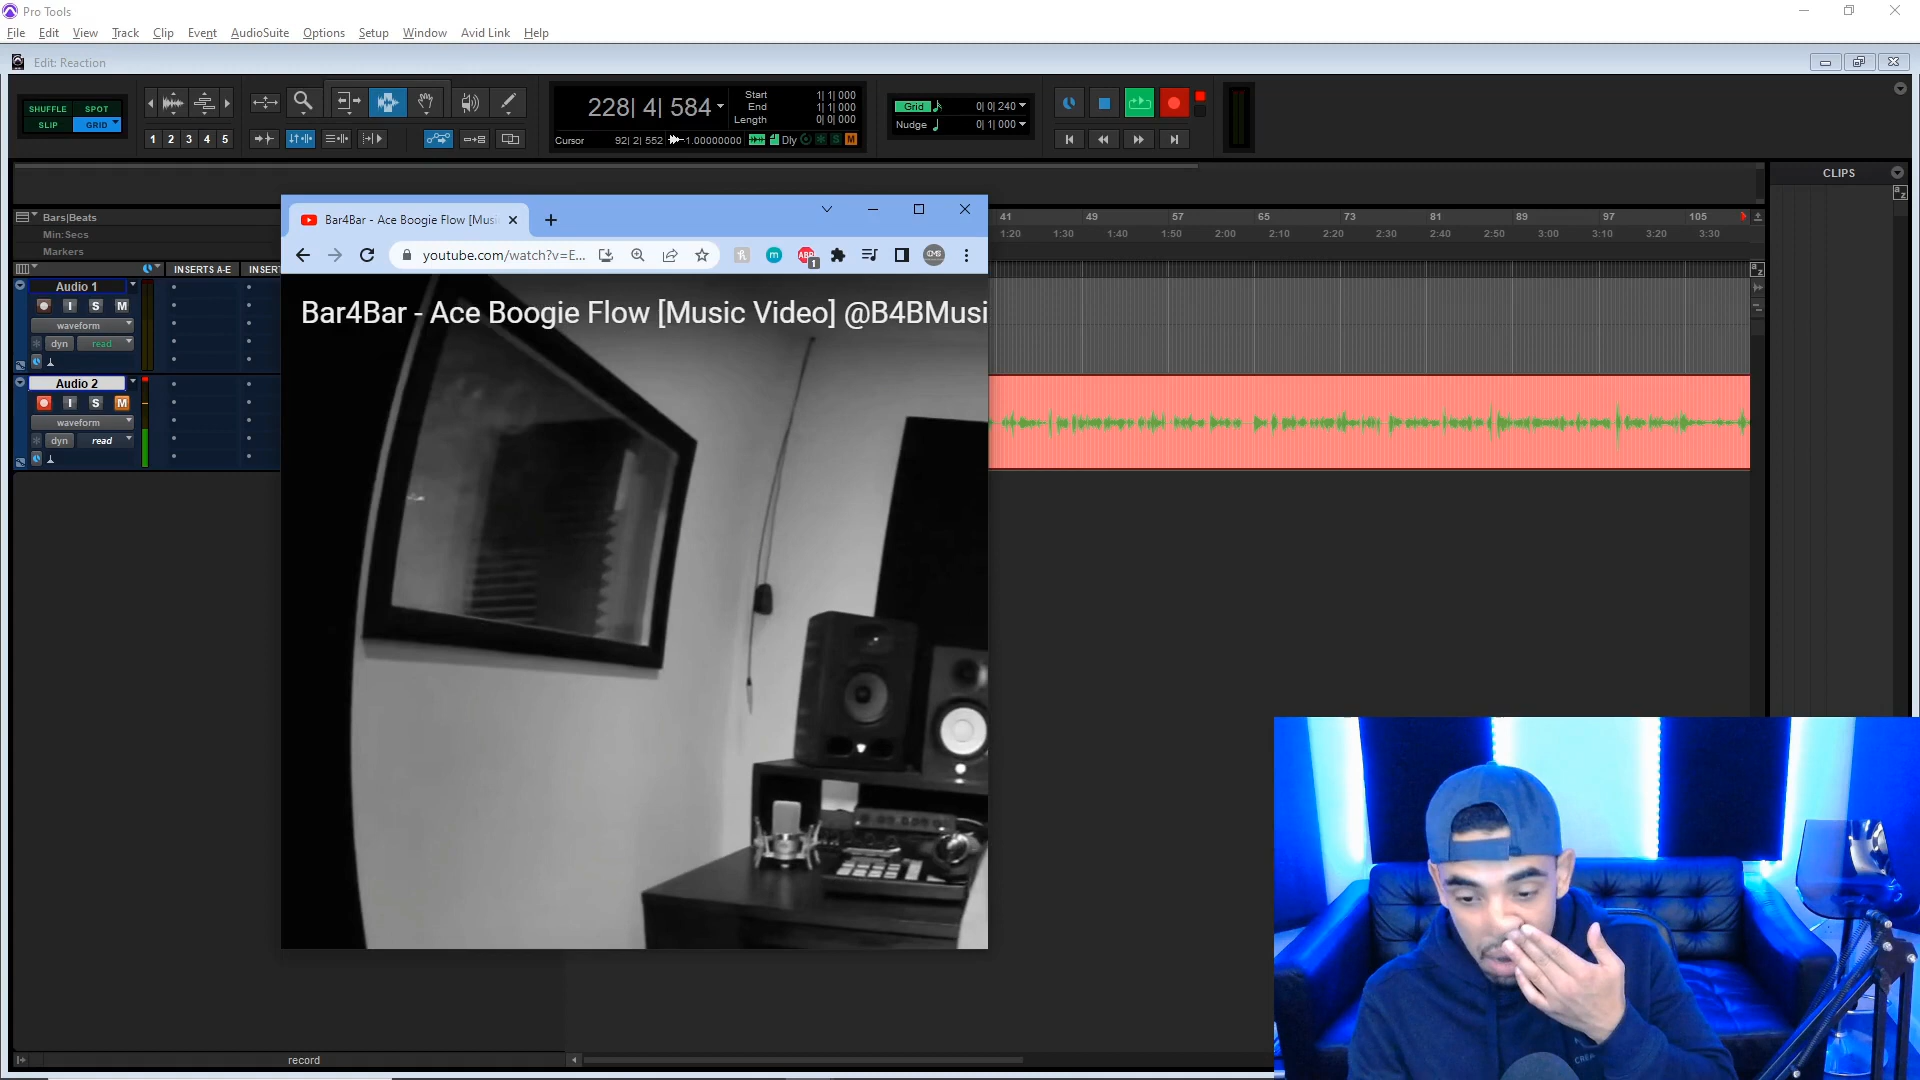 Pro Tools
File Edit View Track Clip Event AudioSuite Options Setup Window Avid Link Help
Edit: Reaction
SHUFFLE SPOT
SLIP GRID
1 2 3 4 5
228| 4| 584
Start 1| 1| 000
End 1| 1| 000
Length 0| 0| 000
Cursor 92| 2| 552 1.00000000 Dly S M
Grid 0| 0| 240
Nudge 0| 1| 000
CLIPS
Bars|Beats
Min:Secs
Markers
41 49 57 65 73 81 89 97 105
1:20 1:30 1:40 1:50 2:00 2:10 2:20 2:30 2:40 2:50 3:00 3:10 3:20 3:30
INSERTS A-E INSERT
Audio 1
I S M
waveform
dyn read
Audio 2
I S M
waveform
dyn read
Bar4Bar - Ace Boogie Flow [Musi
youtube.com/watch?v=E...
ABP
1
CMS
Bar4Bar - Ace Boogie Flow [Music Video] @B4BMusi
record